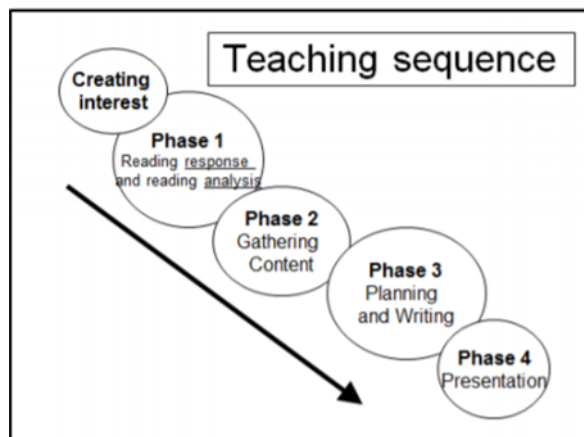 Teaching sequence
Creating
interest
Phase 1
Reading response
and reading analysis
Phase 2
Gathering
Content
Phase 3
Planning
and Writing
Phase 4
Presentation